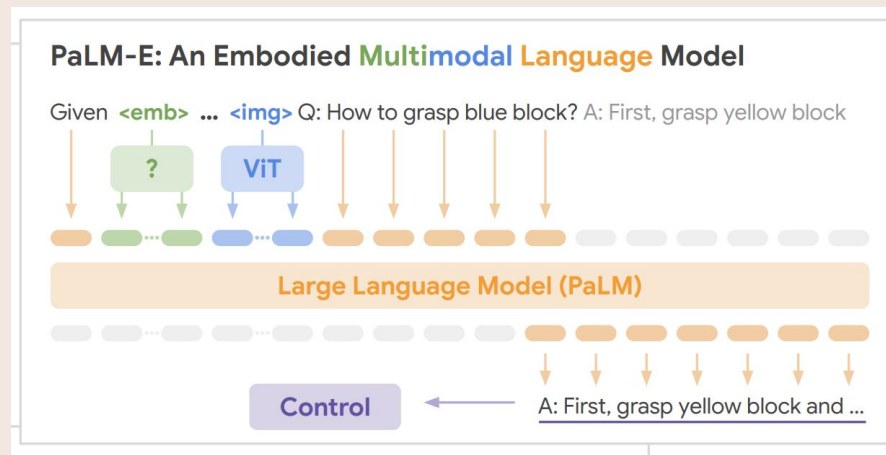 PaLM-E: An Embodied Multimodal Language Model
Given <emb> ... <img> Q: How to grasp blue block? A: First, grasp yellow block
?
ViT
Large Language Model (PaLM)
Control
A: First, grasp yellow block and ...